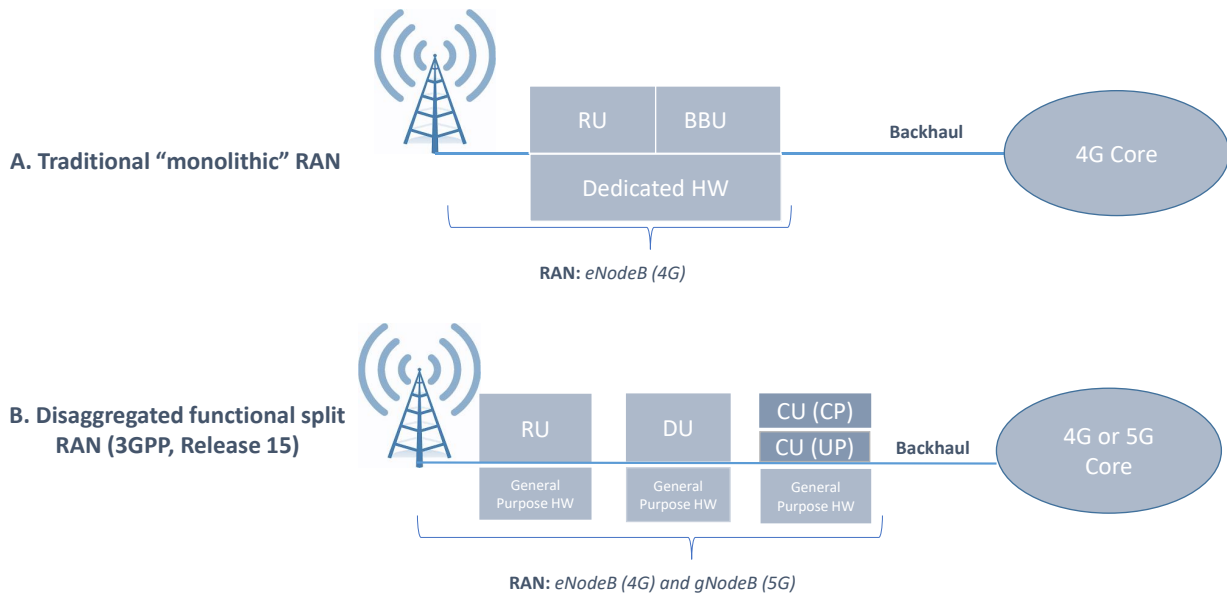 RU
BBU
Backhaul
A. Traditional “monolithic” RAN
Dedicated HW
4G Core
RAN: eNodeB (4G)
B. Disaggregated functional split
RAN (3GPP, Release 15)
RU
DU
CU (CP)
CU (UP)
Backhaul
4G or 5G
Core
General
Purpose HW
General
Purpose HW
General
Purpose HW
RAN: eNodeB (4G) and gNodeB (5G)